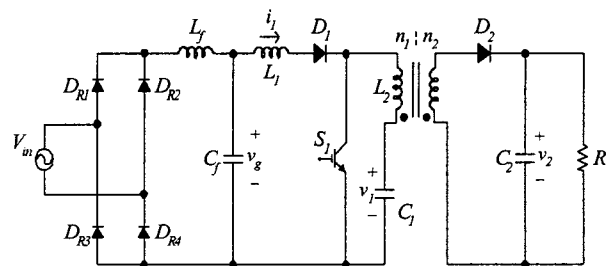 L_f
i_1
D_1
n_1 n_2
D_2
L_1
D_R1
D_R2
L_2
V_in
S_1
C_f
+
v_g
−
+
v_1
−
C_1
C_2
+
v_2
−
R
D_R3
D_R4